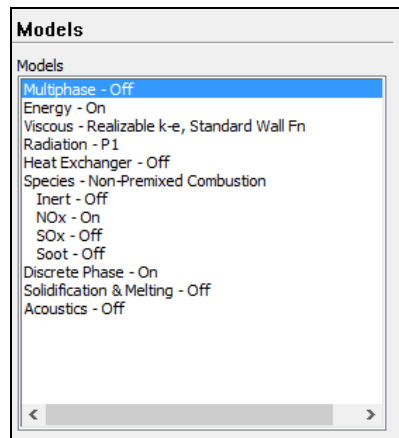 Models
Models
Multiphase - Off
Energy - On
Viscous - Realizable k-e, Standard Wall Fn
Radiation - P1
Heat Exchanger - Off
Species - Non-Premixed Combustion
Inert - Off
NOx - On
SOx - Off
Soot - Off
Discrete Phase - On
Solidification & Melting - Off
Acoustics - Off